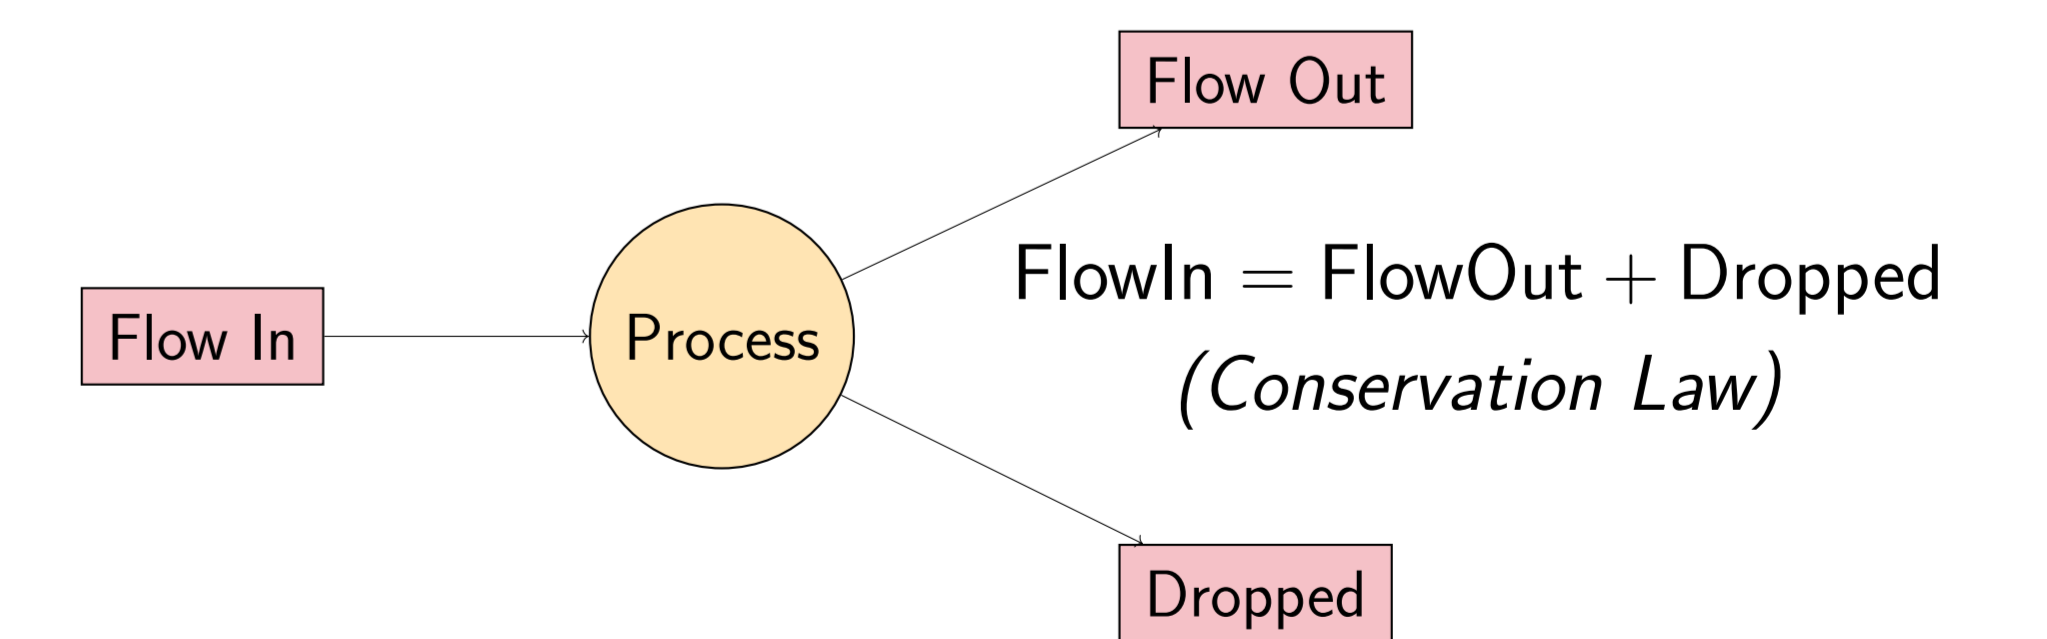 Flow Out
FlowIn = FlowOut + Dropped
Flow In
Process
(Conservation Law)
Dropped